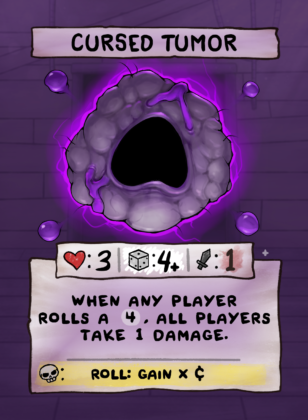 CURSED TUMOR
:3 :4+ :1
WHEN ANY PLAYER
ROLLS A 4, ALL PLAYERS
TAKE 1 DAMAGE.
: ROLL: GAIN X ¢